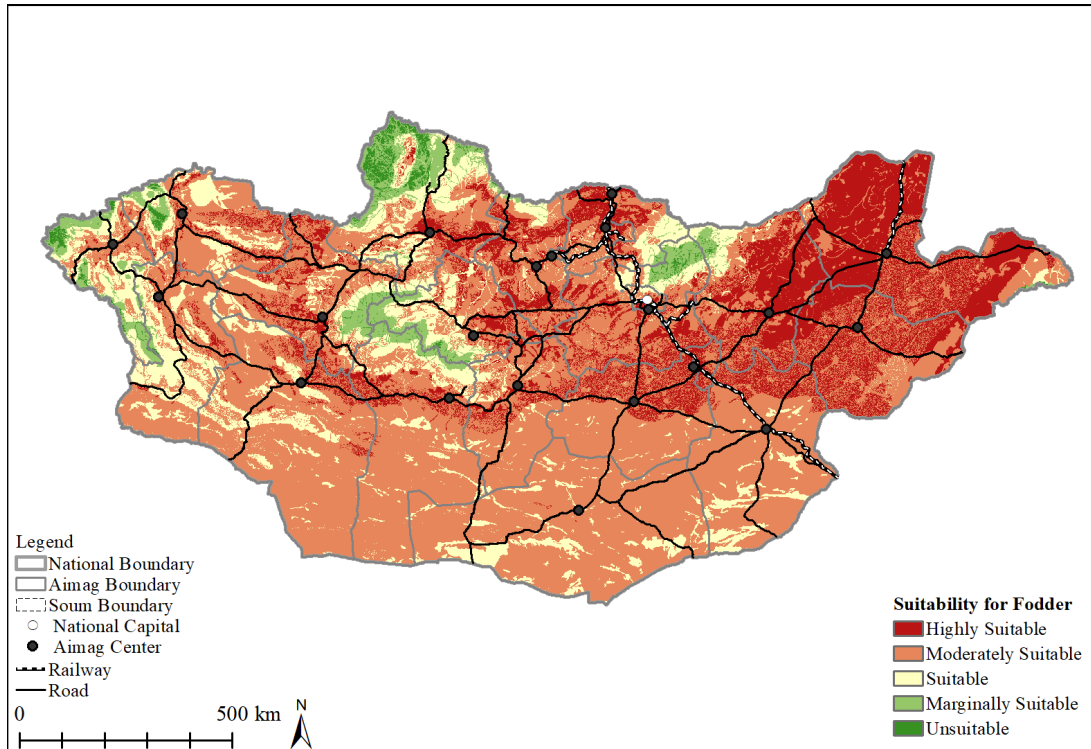 Legend
National Boundary
Aimag Boundary
Soum Boundary
National Capital
Aimag Center
Railway
Road
0 500 km
N
Suitability for Fodder
Highly Suitable
Moderately Suitable
Suitable
Marginally Suitable
Unsuitable